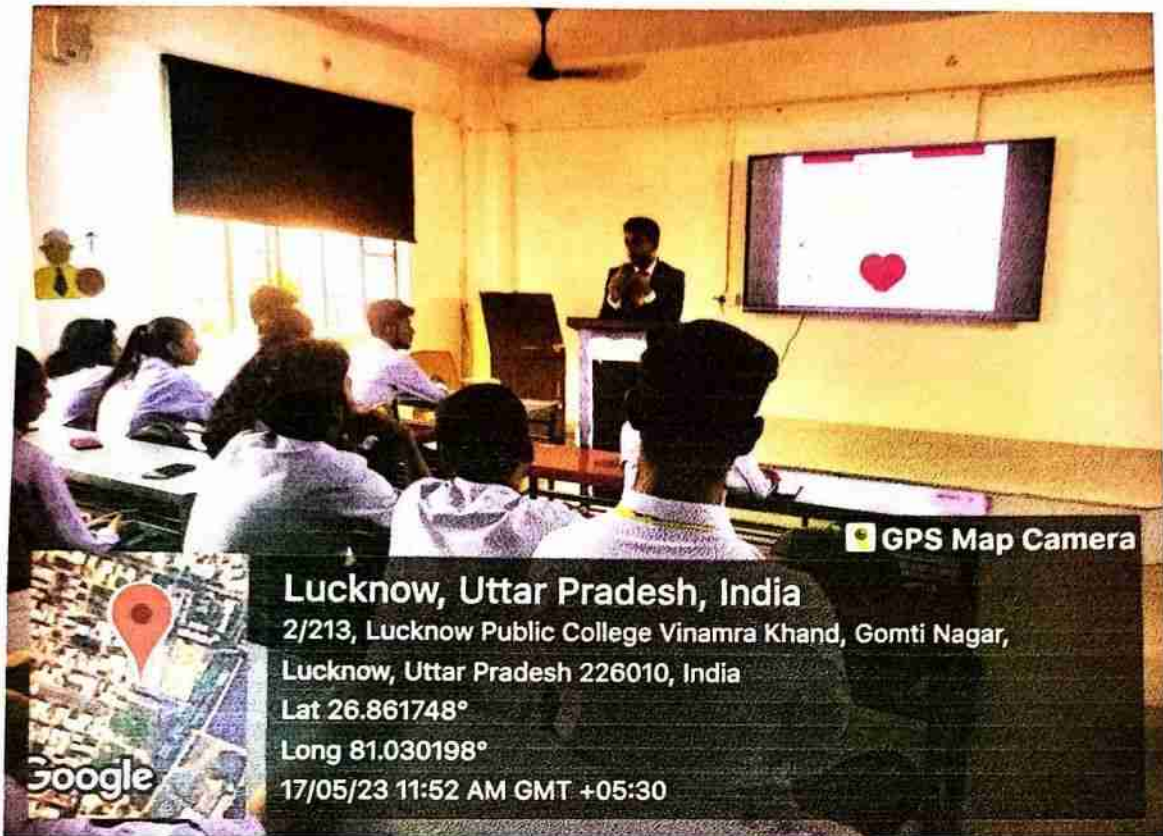 GPS Map Camera
Lucknow, Uttar Pradesh, India
2/213, Lucknow Public College Vinamra Khand, Gomti Nagar,
Lucknow, Uttar Pradesh 226010, India
Lat 26.861748°
Long 81.030198°
17/05/23 11:52 AM GMT +05:30
Google